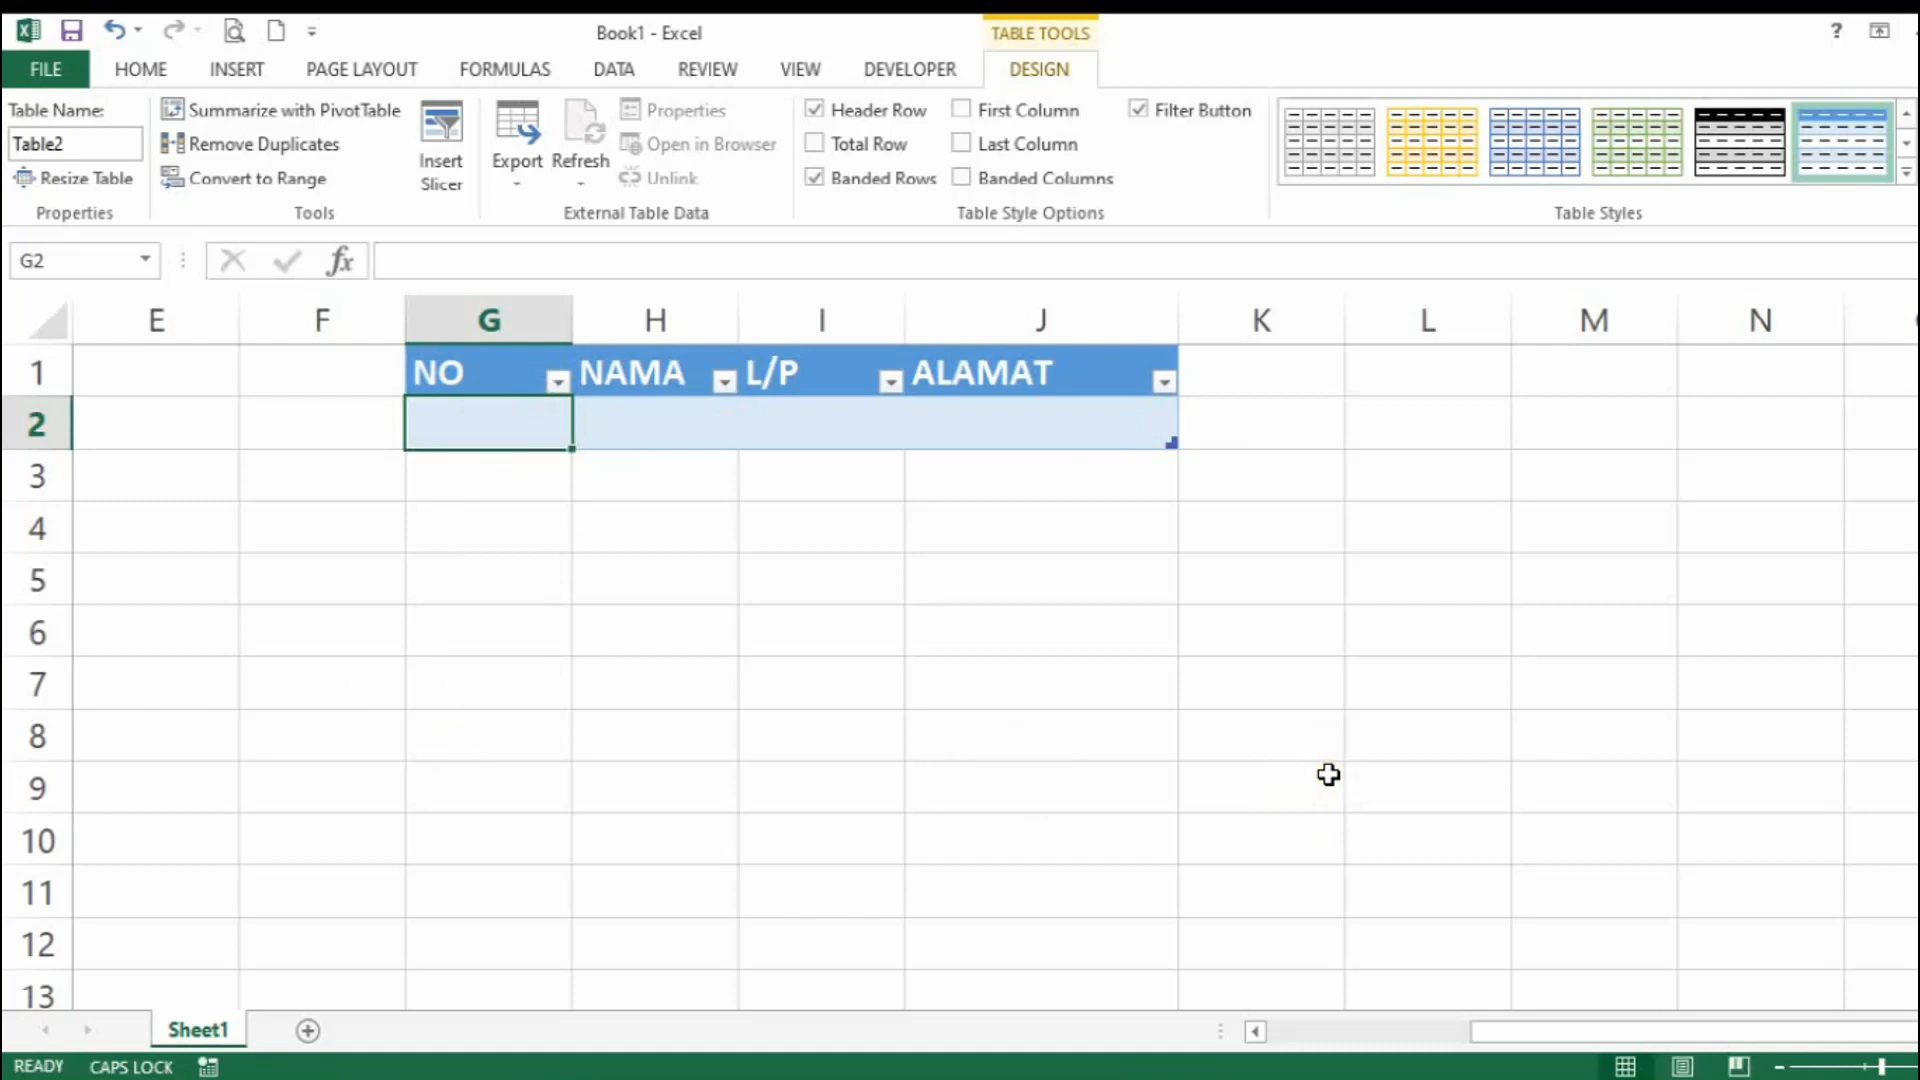 Book1 - Excel
TABLE TOOLS
?
FILE
HOME
INSERT
PAGE LAYOUT
FORMULAS
DATA
REVIEW
VIEW
DEVELOPER
DESIGN
Table Name:
Table2
Resize Table
Properties
Summarize with PivotTable
Remove Duplicates
Convert to Range
Tools
Insert
Slicer
Export
Refresh
Properties
Open in Browser
Unlink
External Table Data
Header Row
Total Row
Banded Rows
First Column
Last Column
Banded Columns
Filter Button
Table Style Options
Table Styles
G2
fx
E F G H I J K L M N
1 NO NAMA L/P ALAMAT
2
3
4
5
6
7
8
9
10
11
12
13
Sheet1
READY CAPS LOCK